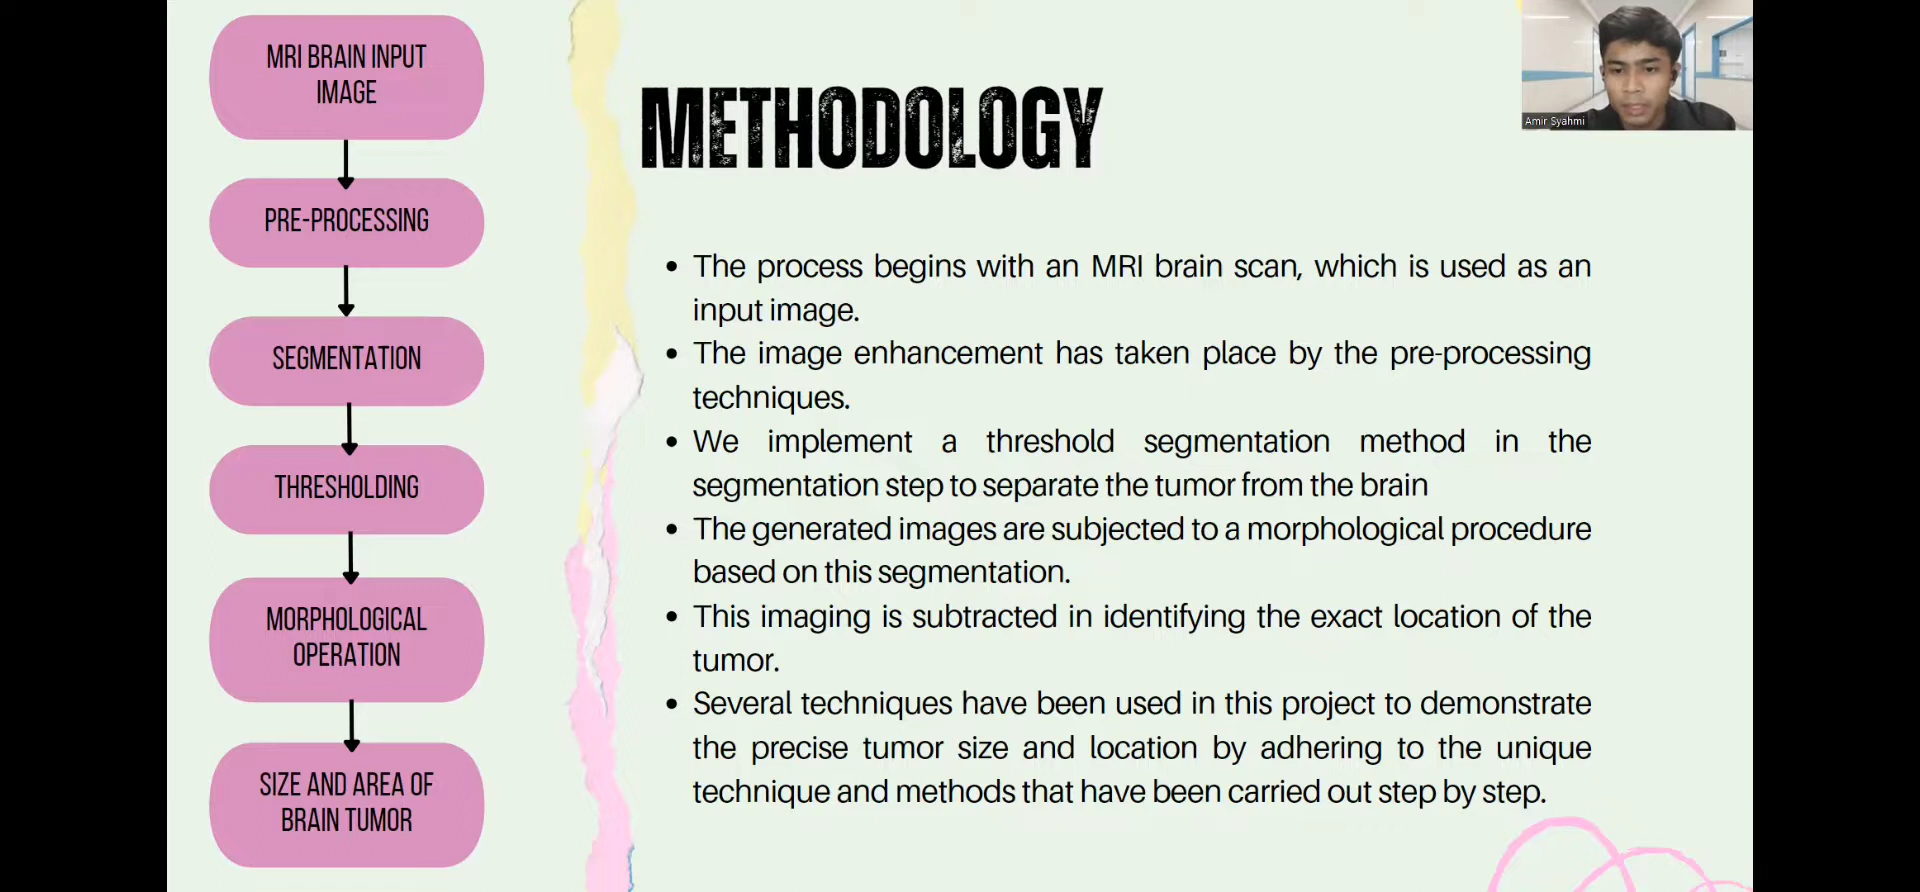 MRI BRAIN INPUT
IMAGE
PRE-PROCESSING
SEGMENTATION
THRESHOLDING
MORPHOLOGICAL
OPERATION
SIZE AND AREA OF
BRAIN TUMOR
METHODOLOGY
• The process begins with an MRI brain scan, which is used as an
input image.
• The image enhancement has taken place by the pre-processing
techniques.
• We implement a threshold segmentation method in the
segmentation step to separate the tumor from the brain
• The generated images are subjected to a morphological procedure
based on this segmentation.
• This imaging is subtracted in identifying the exact location of the
tumor.
• Several techniques have been used in this project to demonstrate
the precise tumor size and location by adhering to the unique
technique and methods that have been carried out step by step.
Amir Syahmi